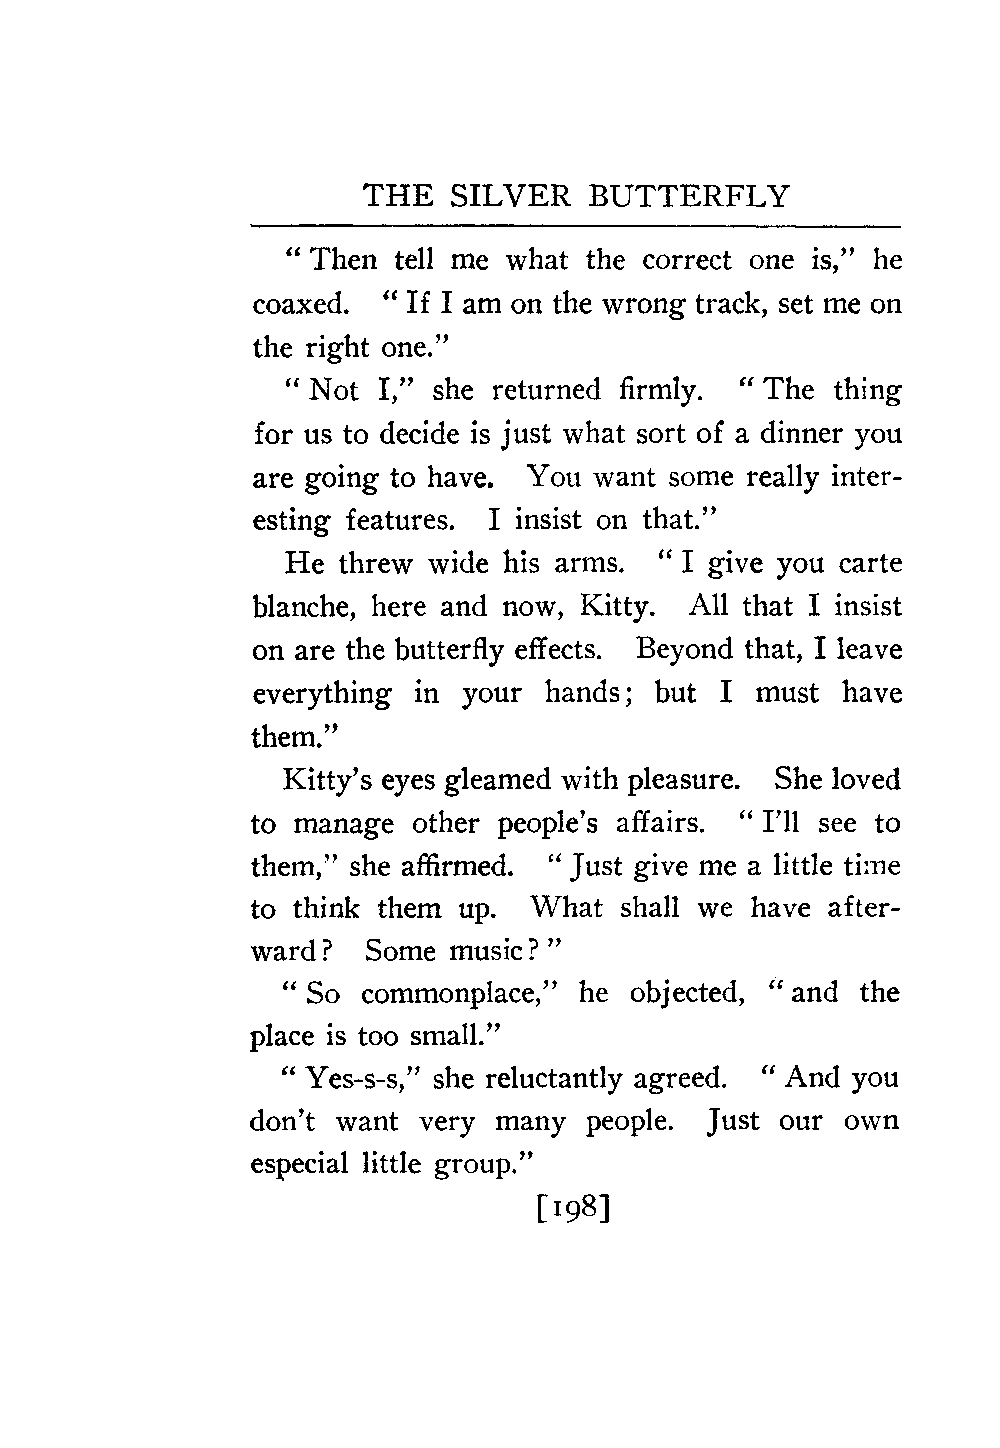 THE SILVER BUTTERFLY
“ Then tell me what the correct one is,” he
coaxed. “ If I am on the wrong track, set me on
the right one.”
“ Not I,” she returned firmly. “ The thing
for us to decide is just what sort of a dinner you
are going to have. You want some really inter-
esting features. I insist on that.”
He threw wide his arms. “ I give you carte
blanche, here and now, Kitty. All that I insist
on are the butterfly effects. Beyond that, I leave
everything in your hands; but I must have
them.”
Kitty’s eyes gleamed with pleasure. She loved
to manage other people’s affairs. “ I’ll see to
them,” she affirmed. “ Just give me a little time
to think them up. What shall we have after-
ward? Some music? ”
“ So commonplace,” he objected, “ and the
place is too small.”
“ Yes-s-s,” she reluctantly agreed. “ And you
don’t want very many people. Just our own
especial little group.”
[198]